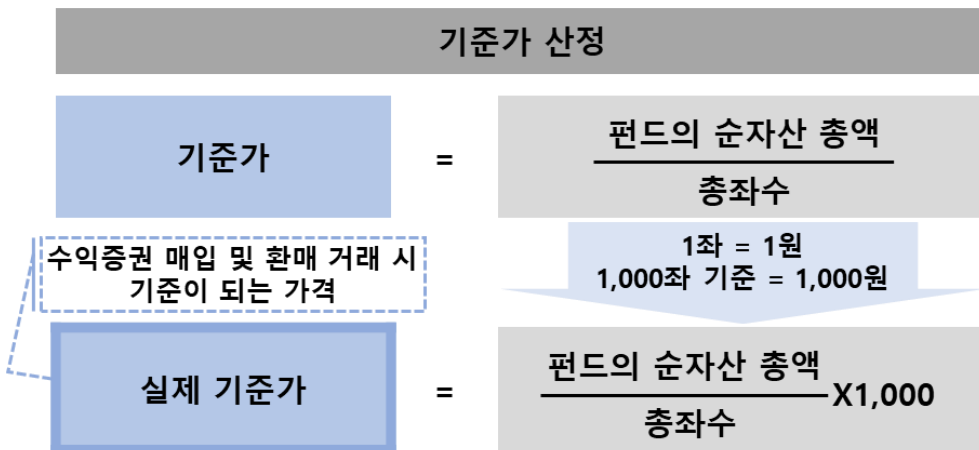 기준가 산정
기준가
=
펀드의 순자산 총액
총좌수
수익증권 매입 및 환매 거래 시
기준이 되는 가격
1좌 = 1원
1,000좌 기준 = 1,000원
실제 기준가
=
펀드의 순자산 총액
총좌수
X1,000